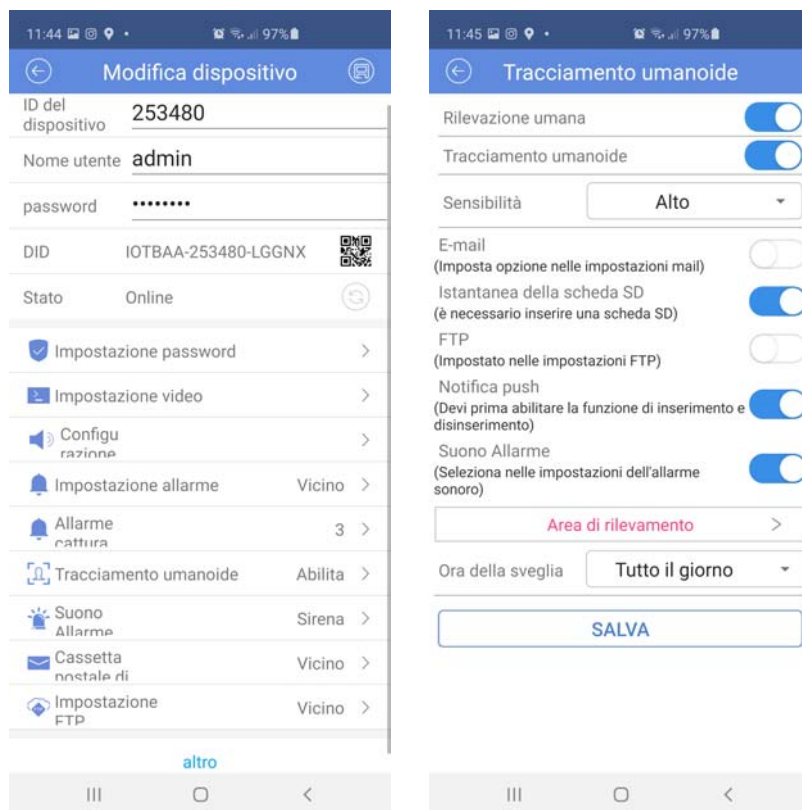 11:44
97%
Modifica dispositivo
ID del
dispositivo
253480
Nome utente admin
password ••••••••
DID IOTBAA-253480-LGGNX
Stato Online
Impostazione password
Impostazione video
Configu
razione
Impostazione allarme Vicino
Allarme
cattura
3
Tracciamento umanoide Abilita
Suono
Allarme
Sirena
Cassetta
postale di
Vicino
Impostazione
FTP
Vicino
altro
11:45
97%
Tracciamento umanoide
Rilevazione umana
Tracciamento umanoide
Sensibilità Alto
E-mail
(Imposta opzione nelle impostazioni mail)
Istantanea della scheda SD
(è necessario inserire una scheda SD)
FTP
(Impostato nelle impostazioni FTP)
Notifica push
(Devi prima abilitare la funzione di inserimento e
disinserimento)
Suono Allarme
(Seleziona nelle impostazioni dell'allarme
sonoro)
Area di rilevamento
Ora della sveglia Tutto il giorno
SALVA